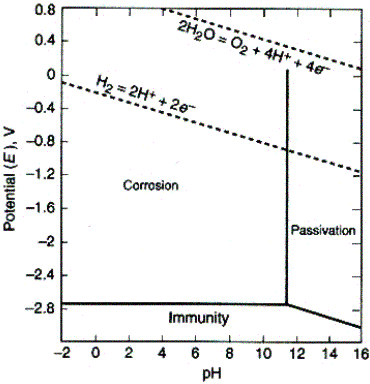 0.8
0
-0.4
-0.8
-1.2
-1.6
-2
-2.4
-2.8
Potential (E), V
2H₂O = O₂ + 4H⁺ + 4e⁻
H₂ = 2H⁺ + 2e⁻
Corrosion
Passivation
Immunity
-2 0 2 4 6 8 10 12 14 16
pH